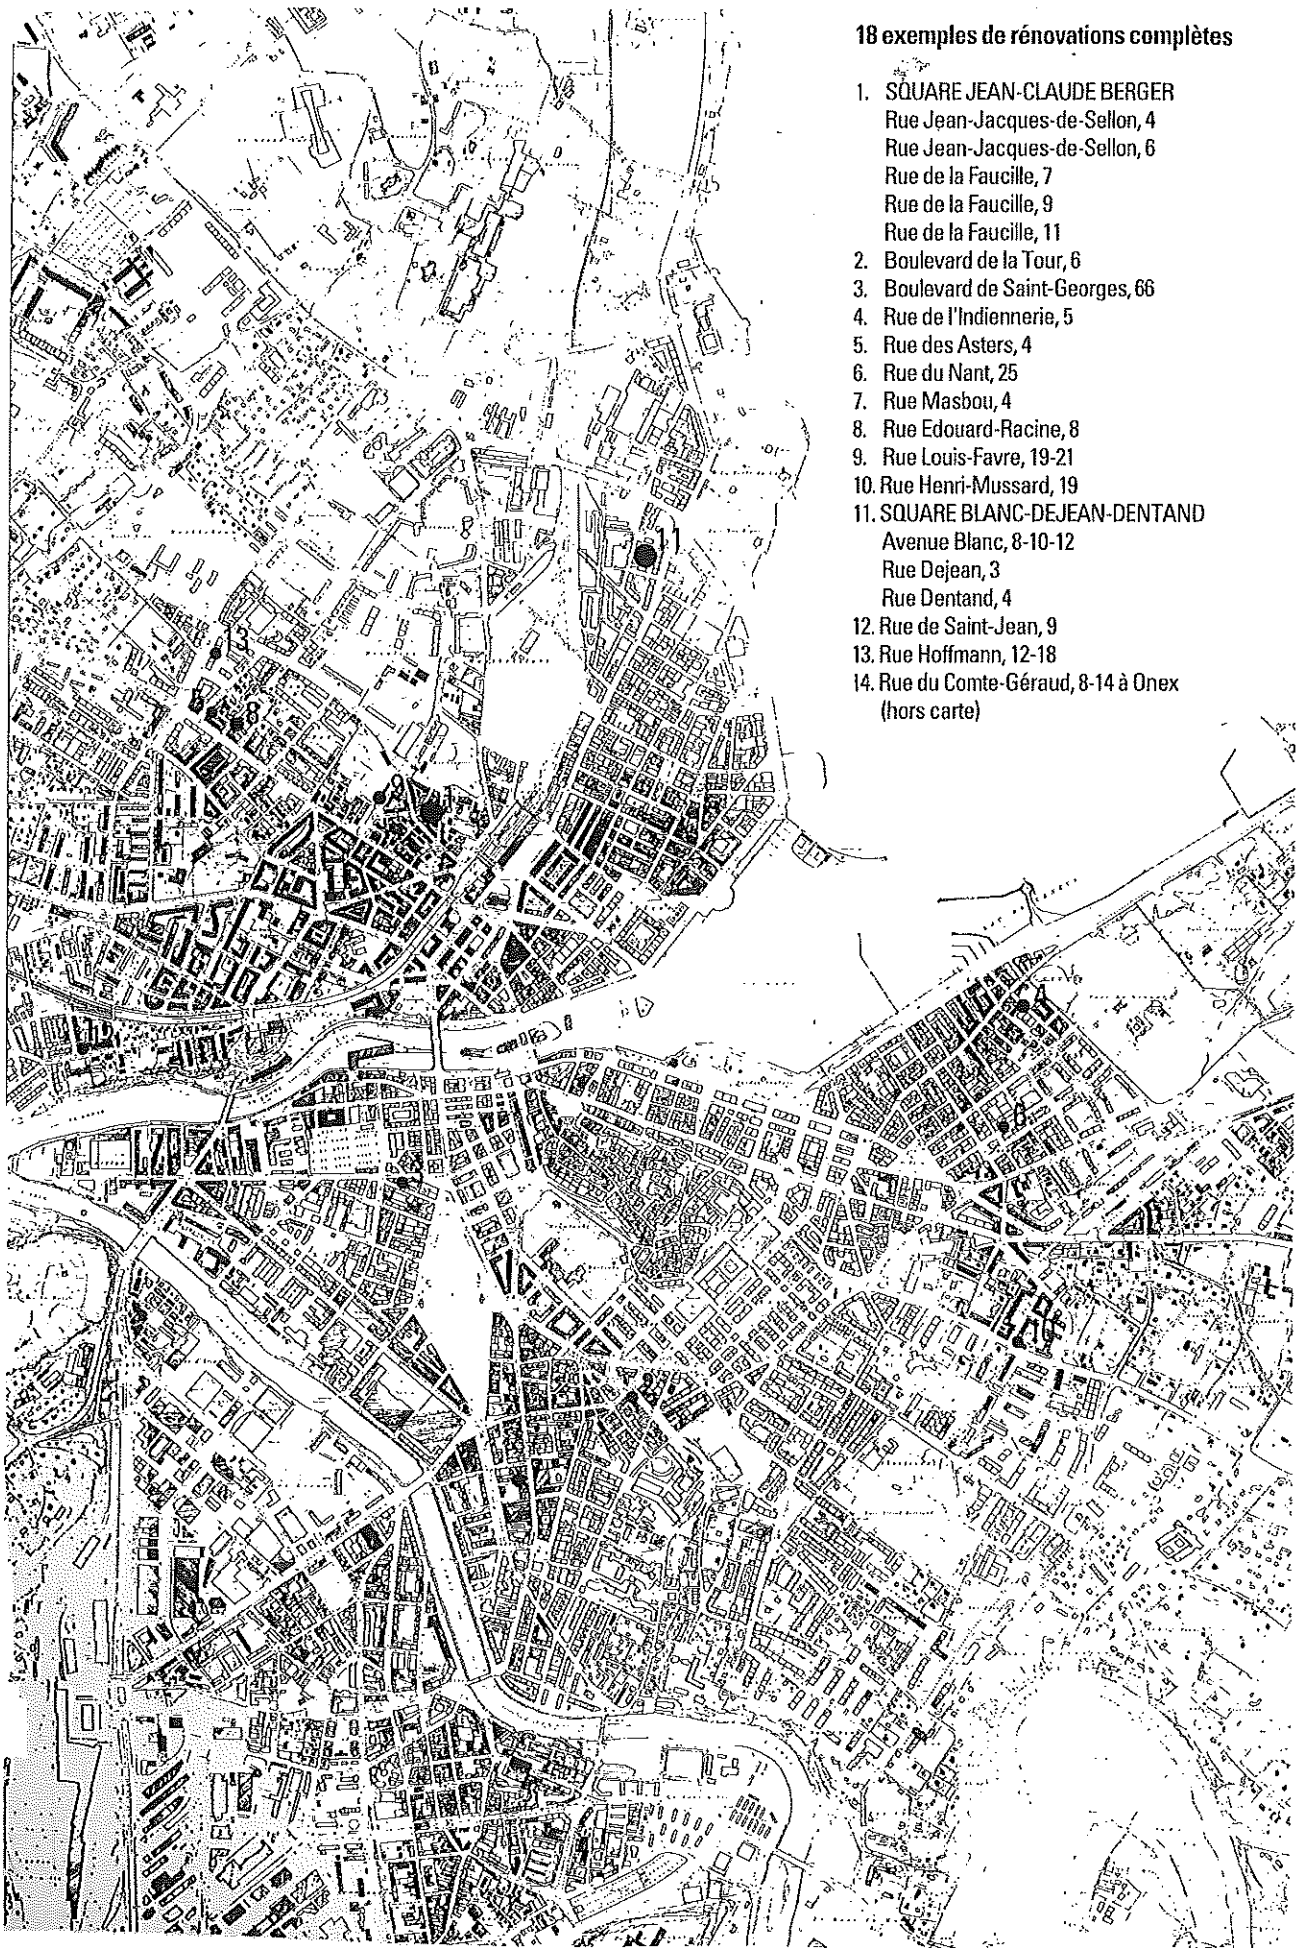 18 exemples de rénovations complètes
1. SQUARE JEAN-CLAUDE BERGER
Rue Jean-Jacques-de-Sellon, 4
Rue Jean-Jacques-de-Sellon, 6
Rue de la Faucille, 7
Rue de la Faucille, 9
Rue de la Faucille, 11
2. Boulevard de la Tour, 6
3. Boulevard de Saint-Georges, 66
4. Rue de l'Indiennerie, 5
5. Rue des Asters, 4
6. Rue du Nant, 25
7. Rue Masbou, 4
8. Rue Edouard-Racine, 8
9. Rue Louis-Favre, 19-21
10. Rue Henri-Mussard, 19
11. SQUARE BLANC-DEJEAN-DENTAND
Avenue Blanc, 8-10-12
Rue Dejean, 3
Rue Dentand, 4
12. Rue de Saint-Jean, 9
13. Rue Hoffmann, 12-18
14. Rue du Comte-Géraud, 8-14 à Onex
(hors carte)
11
13
8
9
1
4
12
6
3
2